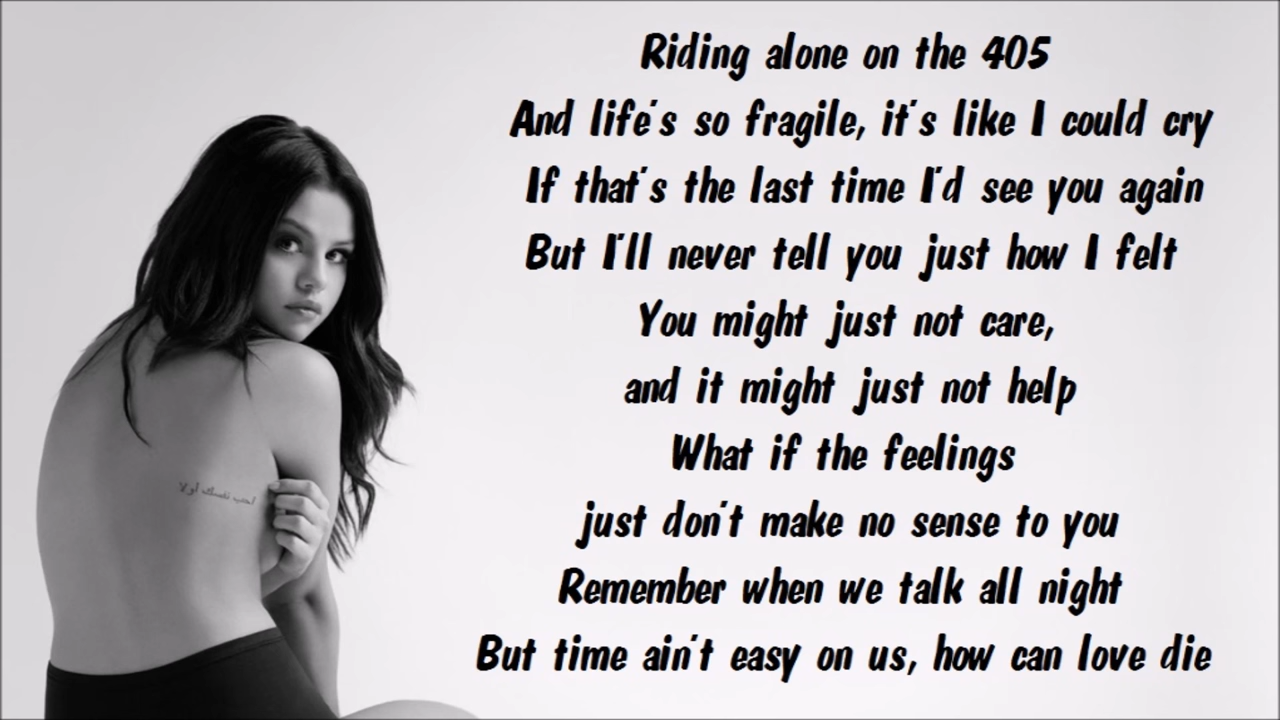 Riding alone on the 405
And life's so fragile, it's like I could cry
If that's the last time I'd see you again
But I'll never tell you just how I felt
You might just not care,
and it might just not help
What if the feelings
just don't make no sense to you
Remember when we talk all night
But time ain't easy on us, how can love die